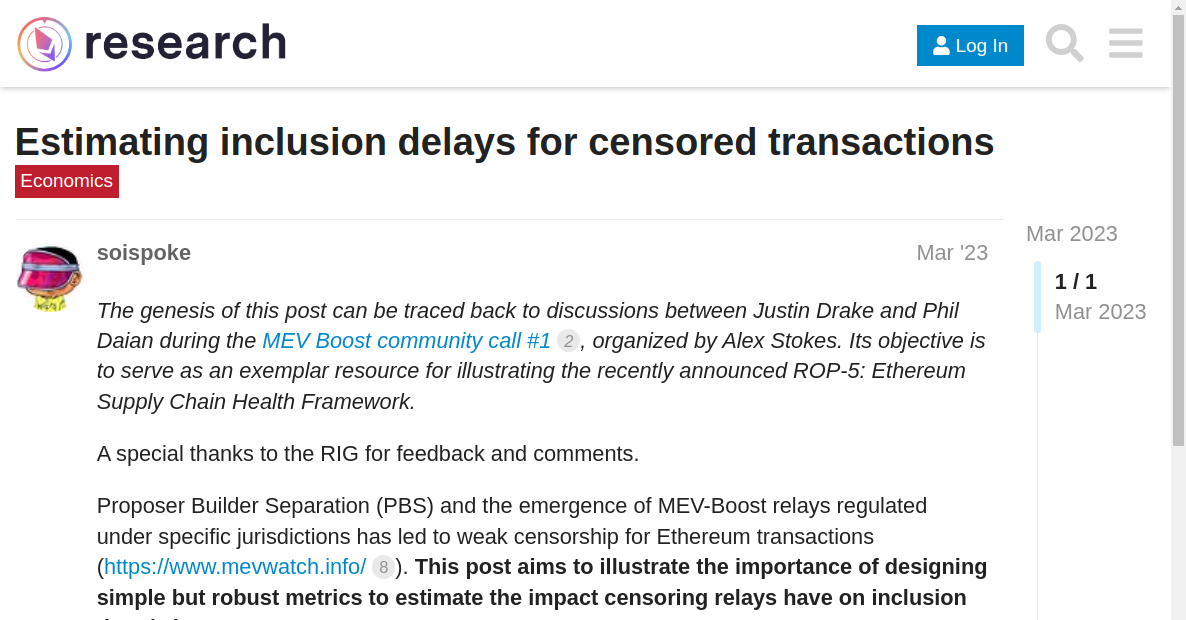 research
Log In
Estimating inclusion delays for censored transactions
Economics
soispoke
Mar '23
Mar 2023
1 / 1
Mar 2023
The genesis of this post can be traced back to discussions between Justin Drake and Phil
Daian during the MEV Boost community call #1 2, organized by Alex Stokes. Its objective is
to serve as an exemplar resource for illustrating the recently announced ROP-5: Ethereum
Supply Chain Health Framework.
A special thanks to the RIG for feedback and comments.
Proposer Builder Separation (PBS) and the emergence of MEV-Boost relays regulated
under specific jurisdictions has led to weak censorship for Ethereum transactions
(https://www.mevwatch.info/ 8). This post aims to illustrate the importance of designing
simple but robust metrics to estimate the impact censoring relays have on inclusion